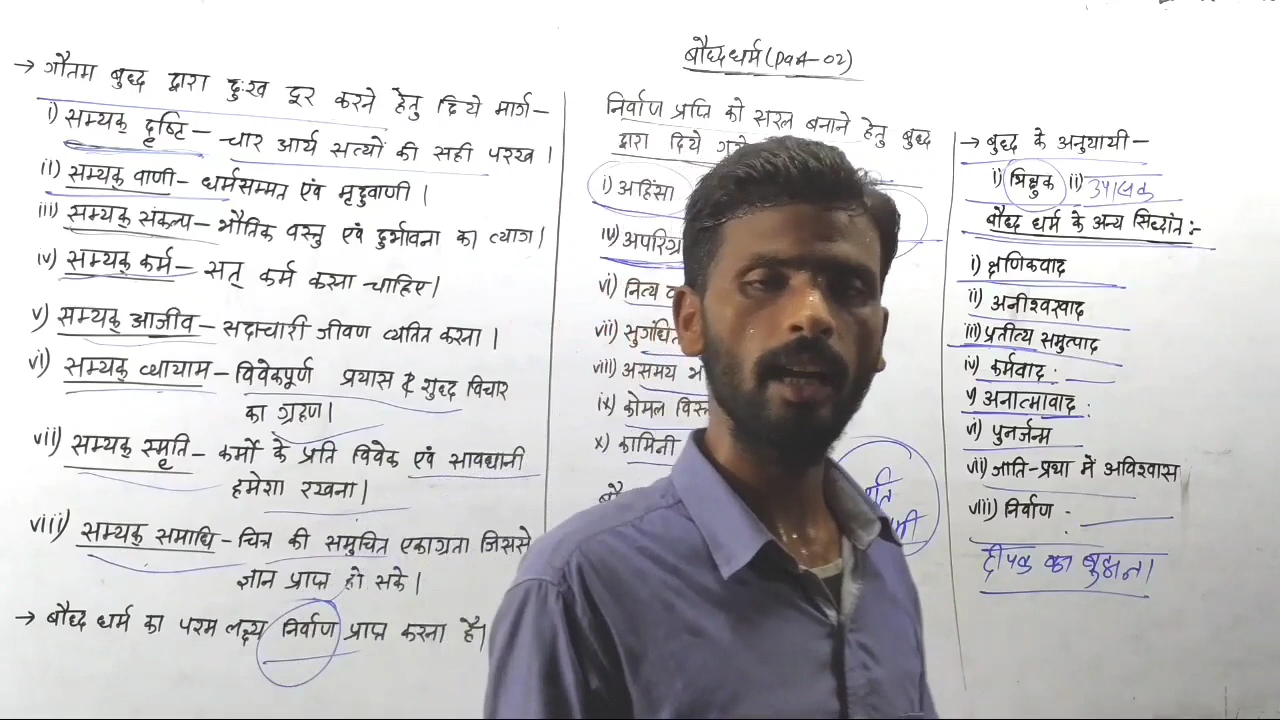 बौद्ध धर्म (Part-02)
→ गौतम बुद्ध द्वारा दुःख दूर करने हेतु दिये मार्ग-
i) सम्यक् दृष्टि - चार आर्य सत्यों की सही परख।
ii) सम्यक् वाणी - धर्मसम्मत एवं मृदुवाणी।
iii) सम्यक् संकल्प - भौतिक वस्तु एवं दुर्भावना का त्याग।
iv) सम्यक् कर्म - सत् कर्म करना चाहिए।
v) सम्यक् आजीव - सदाचारी जीवण व्यतित करना।
vi) सम्यक् व्यायाम - विवेकपूर्ण प्रयास है शुद्ध विचार
का ग्रहण।
vii) सम्यक् स्मृति - कर्मो के प्रति विवेक एवं सावधानी
हमेशा रखना।
viii) सम्यक् समाधि - चित्र की समुचित एकाग्रता जिससे
ज्ञान प्राप्त हो सके।
→ बौद्ध धर्म का परम लक्ष्य निर्वाण प्राप्त करना है।
निर्वाण प्राप्ति को सरल बनाने हेतु बुद्ध
द्वारा दिये
i) अहिंसा
iv) अपरिग्र
vi) नित्य
vii) सुगंधित
viii) असमय
ix) कोमल
x) कामिनी
→ बुद्ध के अनुयायी -
i) भिक्षुक ii) उपासक
बौद्ध धर्म के अन्य सिद्धांत :-
i) क्षणिकवाद
ii) अनीश्वरवाद
iii) प्रतीत्य समुत्पाद
iv) कर्मवाद :
v) अनात्मावाद :
vi) पुनर्जन्म
vii) जाति-प्रथा में अविश्वास
viii) निर्वाण -
दीपक का बुझना।